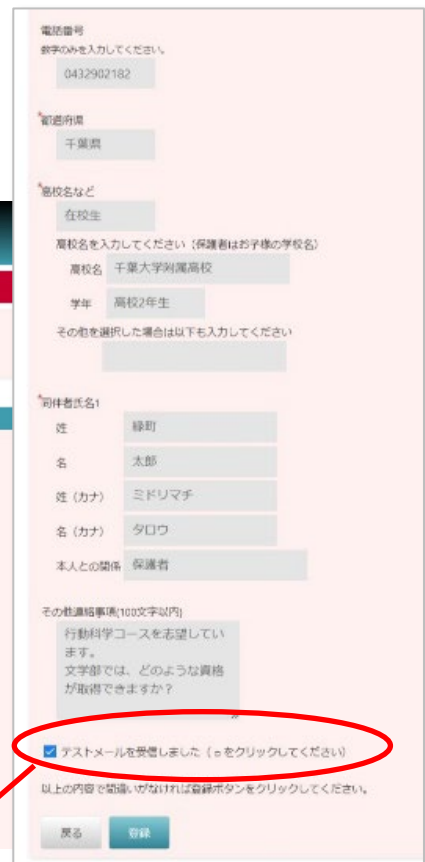 電話番号
数字のみを入力してください。
0432902182
*都道府県
千葉県
*高校名など
在校生
高校名を入力してください（保護者はお子様の学校名）
高校名 千葉大学附属高校
学年 高校2年生
その他を選択した場合は以下も入力してください
*同伴者氏名1
姓 緑町
名 太郎
姓（カナ） ミドリマチ
名（カナ） タロウ
本人との関係 保護者
その他連絡事項(100文字以内)
行動科学コースを志望してい
ます。
文学部では、どのような資格
が取得できますか？
テストメールを受信しました（□をクリックしてください）
以上の内容で間違いがなければ登録ボタンをクリックしてください。
戻る 登録